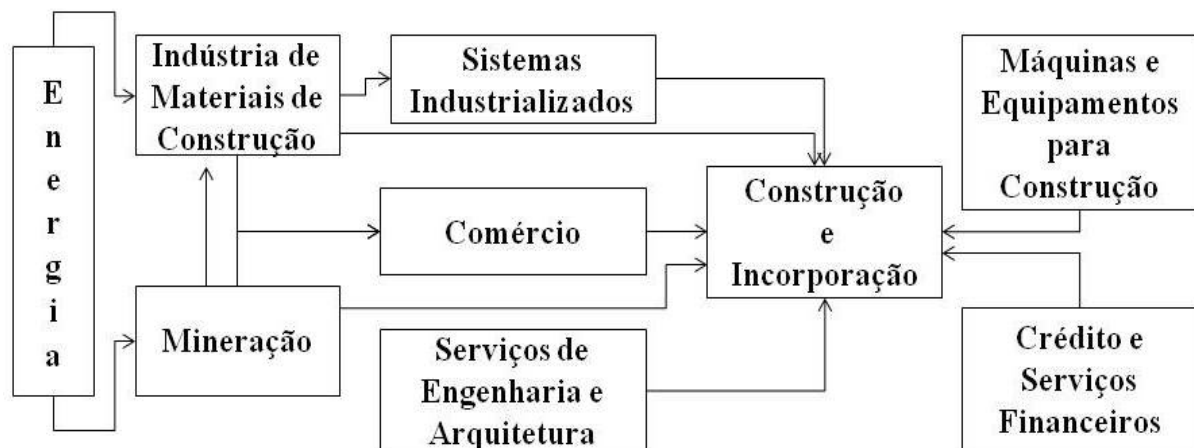 Energia
Indústria de
Materiais de
Construção
Sistemas
Industrializados
Máquinas e
Equipamentos
para
Construção
Comércio
Construção
e
Incorporação
Mineração
Serviços de
Engenharia e
Arquitetura
Crédito e
Serviços
Financeiros